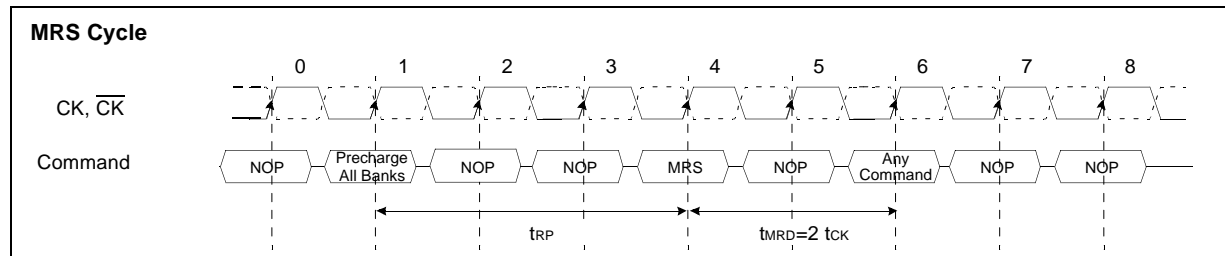 MRS Cycle
0 1 2 3 4 5 6 7 8
CK, C̅K̅
Command
NOP
Precharge
All Banks
NOP
NOP
MRS
NOP
Any
Command
NOP
NOP
tRP
tMRD=2 tCK